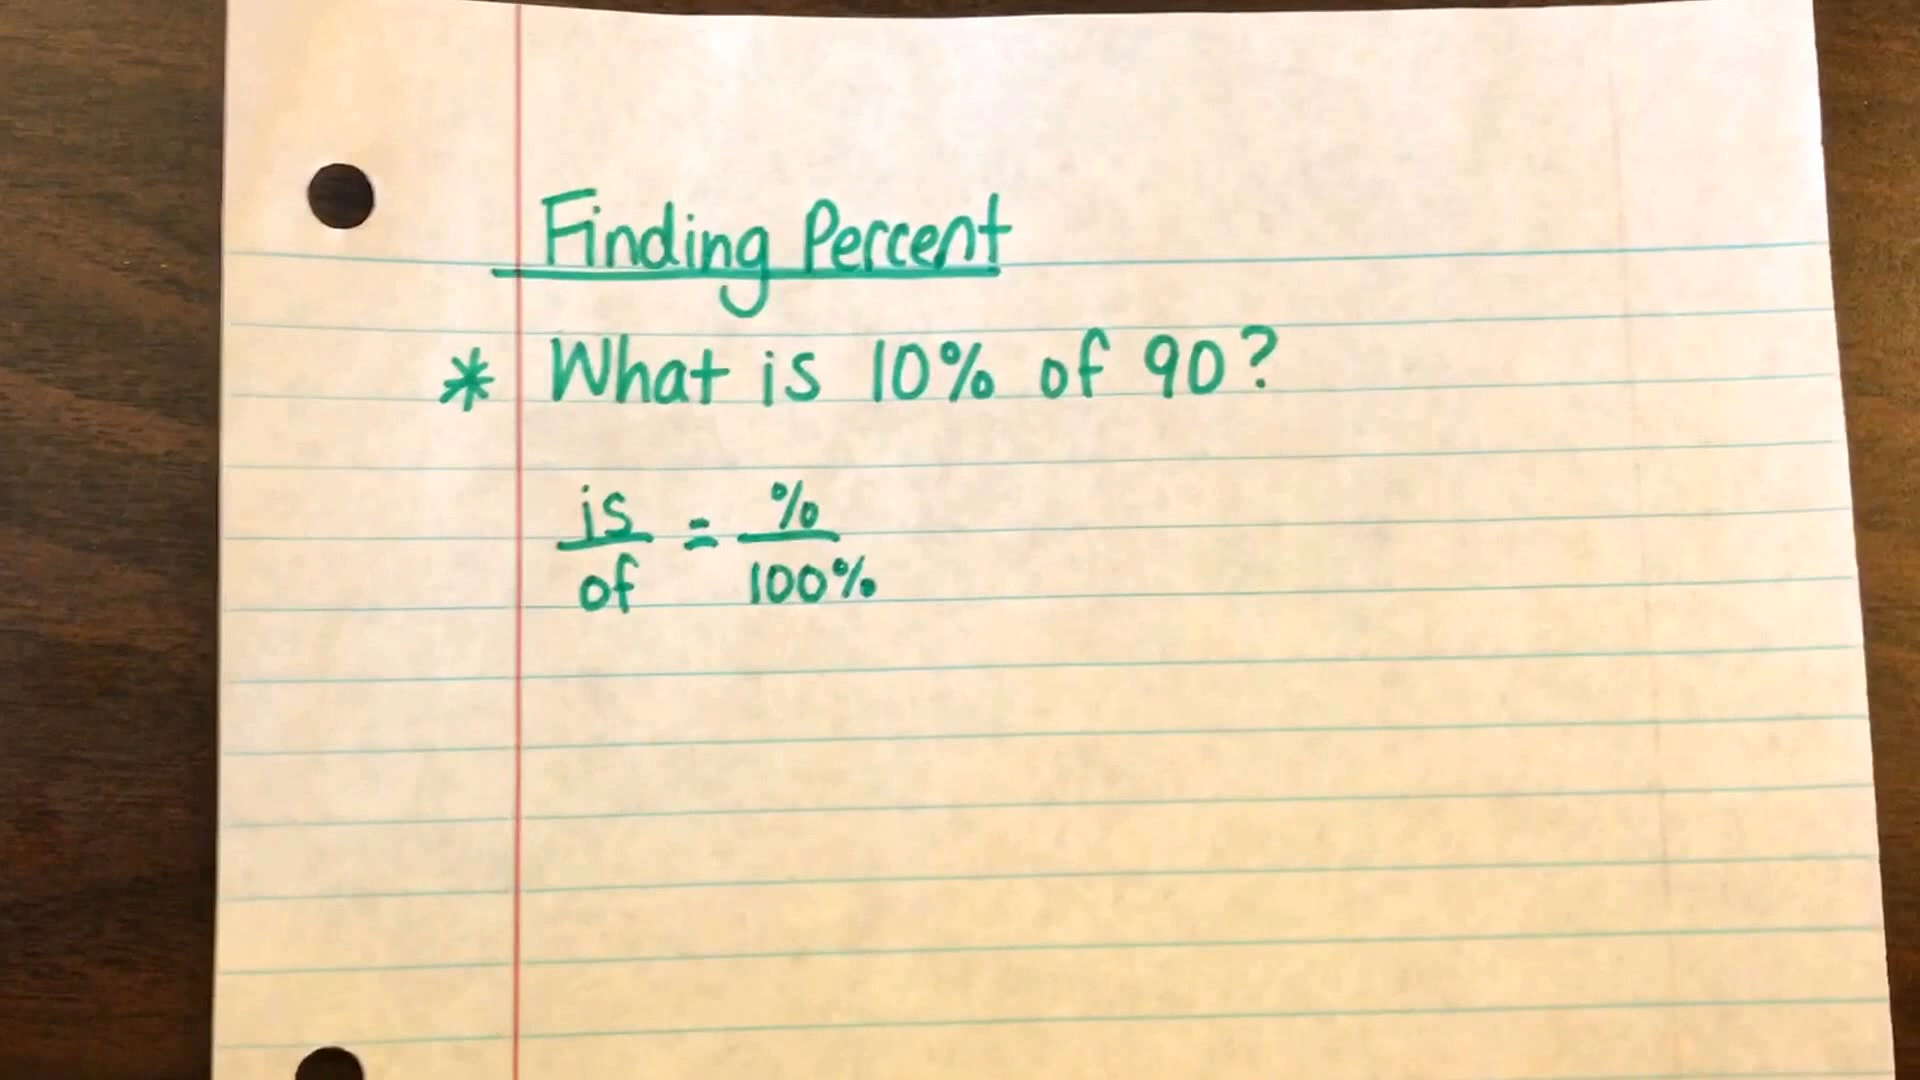 Finding Percent
* What is 10% of 90?
is/of = %/100%